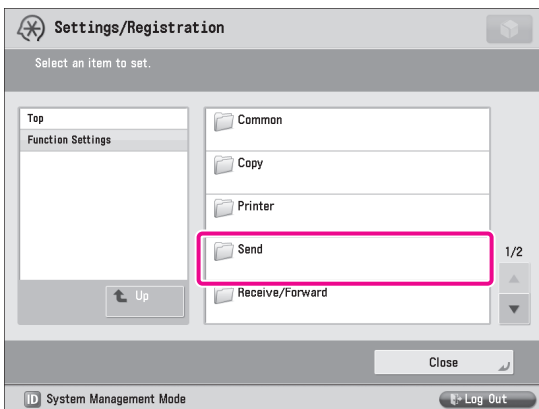 Settings/Registration
Select an item to set.
Top
Function Settings
Common
Copy
Printer
Send
Receive/Forward
1/2
Up
Close
ID System Management Mode
Log Out